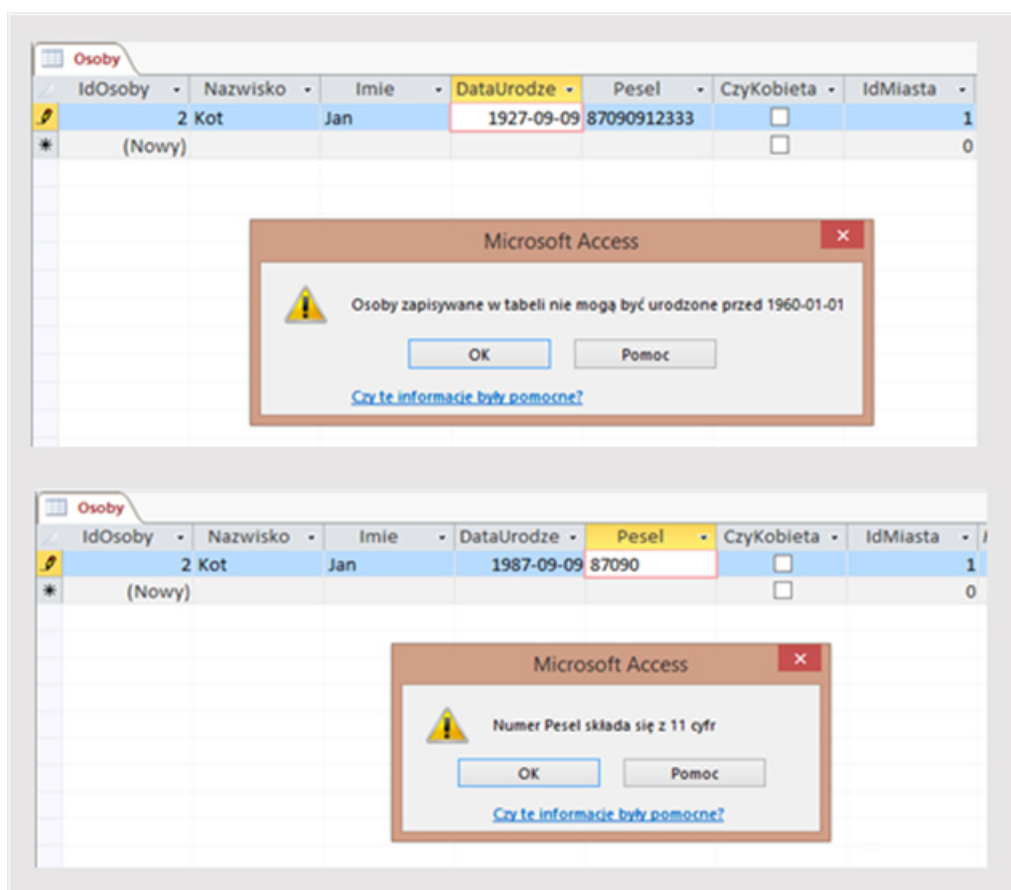 Osoby
IdOsoby Nazwisko Imie DataUrodze Pesel CzyKobieta IdMiasta
2 Kot Jan 1927-09-09 87090912333 1
(Nowy) 0
Microsoft Access
Osoby zapisywane w tabeli nie mogą być urodzone przed 1960-01-01
OK Pomoc
Czy te informacje były pomocne?
Osoby
IdOsoby Nazwisko Imie DataUrodze Pesel CzyKobieta IdMiasta
2 Kot Jan 1987-09-09 87090 1
(Nowy) 0
Microsoft Access
Numer Pesel składa się z 11 cyfr
OK Pomoc
Czy te informacje były pomocne?